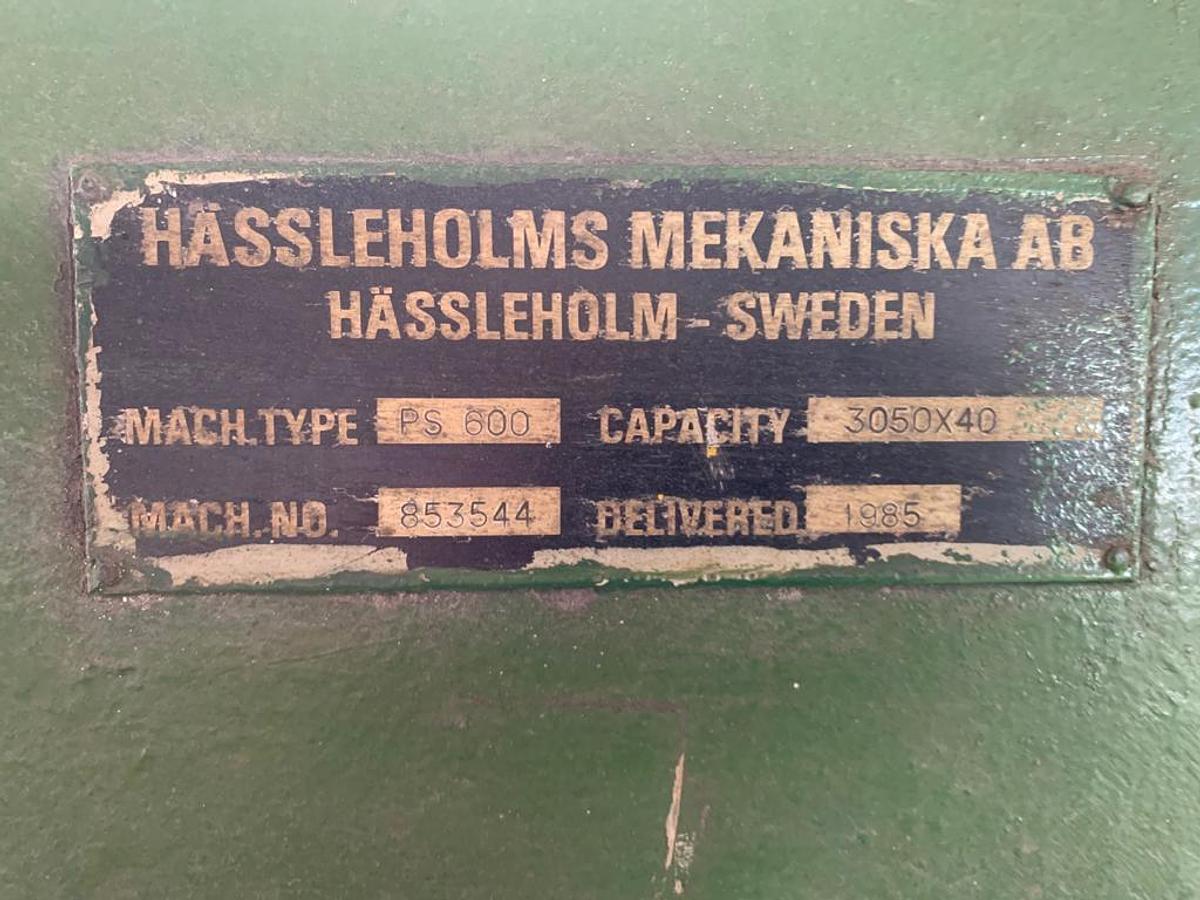 HÄSSLEHOLMS MEKANISKA AB
HÄSSLEHOLM - SWEDEN
MACH.TYPE PS 600 CAPACITY 3050X40
MACH.NO. 853544 DELIVERED 1985